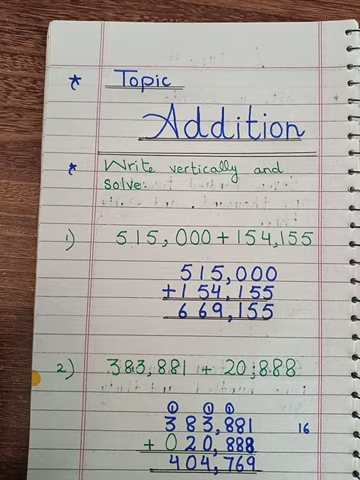 * Topic
Addition
* Write vertically and
solve:
1) 515,000 + 154,155
515,000
+154,155
669,155
2) 383,881 + 20,888
① ① ①
383,881 16
+ 020,888
404,769